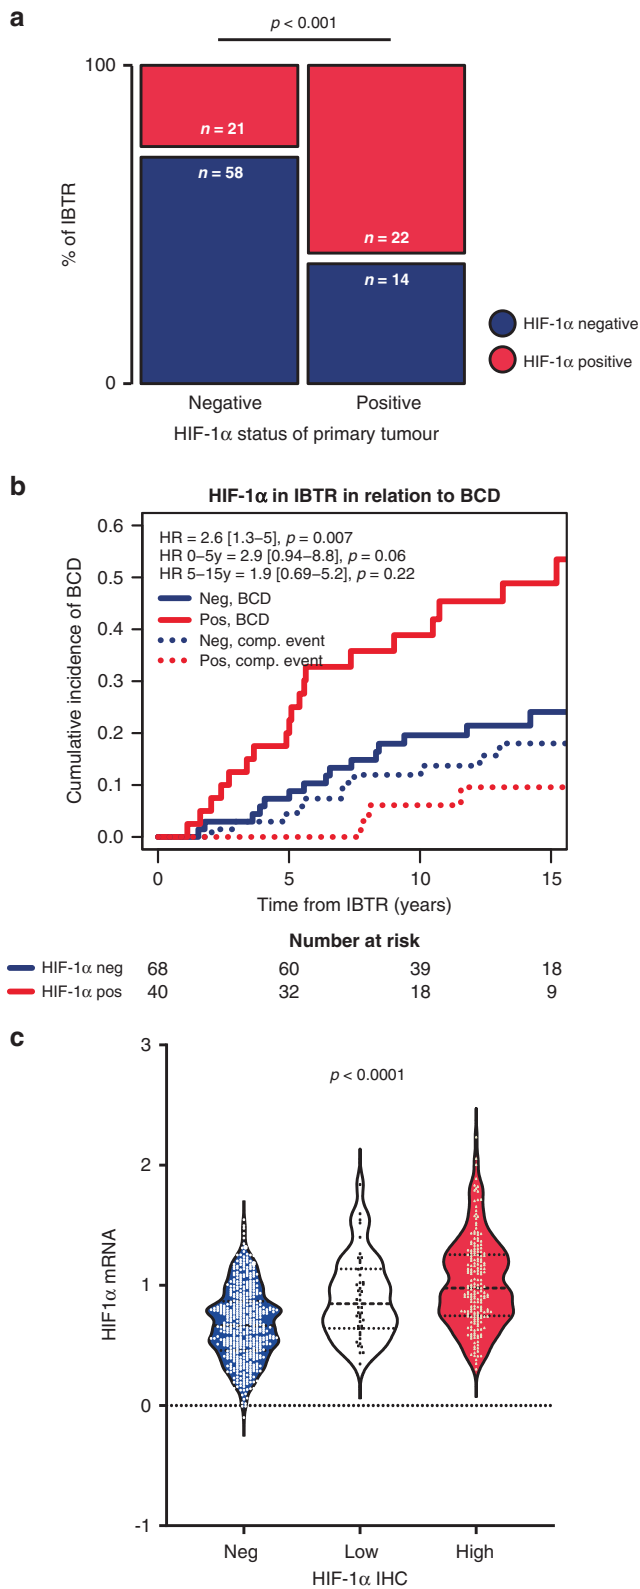 a
p < 0.001
100
n = 21
n = 58
n = 22
n = 14
% of IBTR
0
HIF-1α negative
HIF-1α positive
Negative
Positive
HIF-1α status of primary tumour
b
HIF-1α in IBTR in relation to BCD
0.6
0.5
0.4
0.3
0.2
0.1
0.0
Cumulative incidence of BCD
HR = 2.6 [1.3–5], p = 0.007
HR 0–5y = 2.9 [0.94–8.8], p = 0.06
HR 5–15y = 1.9 [0.69–5.2], p = 0.22
Neg, BCD
Pos, BCD
Neg, comp. event
Pos, comp. event
0 5 10 15
Time from IBTR (years)
Number at risk
HIF-1α neg 68 60 39 18
HIF-1α pos 40 32 18 9
c
3
2
1
0
-1
HIF1α mRNA
p < 0.0001
Neg Low High
HIF-1α IHC